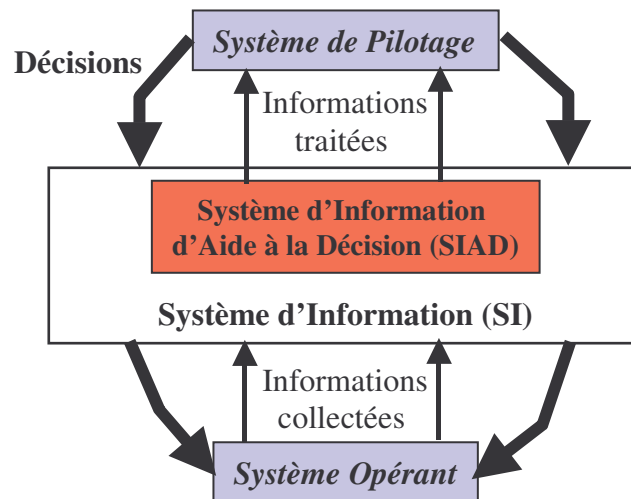 Système de Pilotage
Décisions
Informations
traitées
Système d’Information
d’Aide à la Décision (SIAD)
Système d’Information (SI)
Informations
collectées
Système Opérant